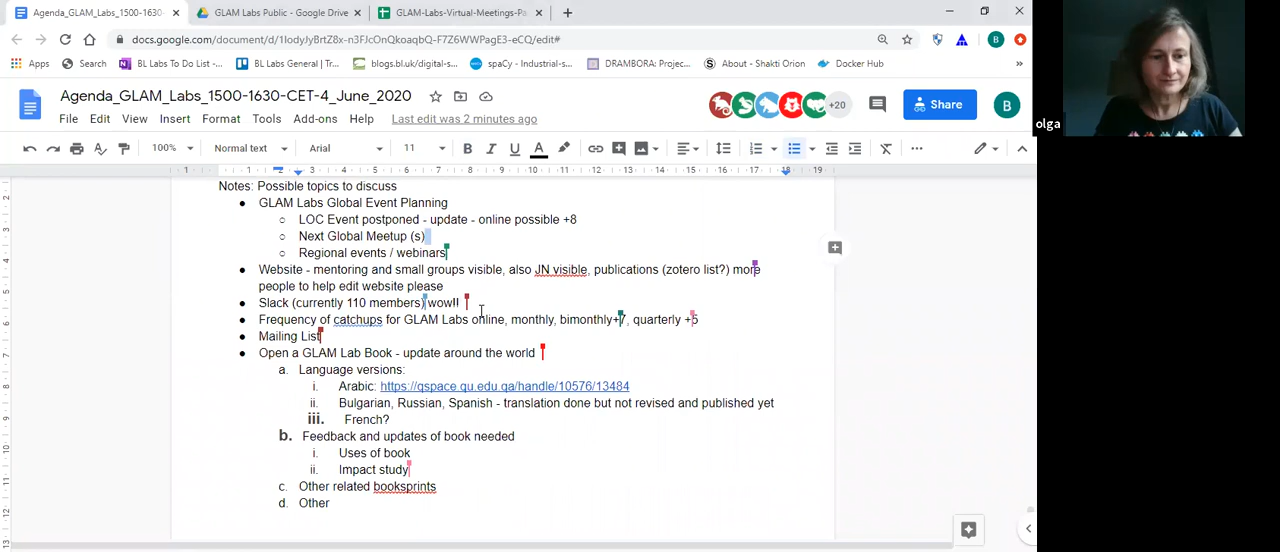 Agenda_GLAM_Labs_1500-1630-
GLAM Labs Public - Google Drive
GLAM-Labs-Virtual-Meetings-Pa
docs.google.com/document/d/1IodyJyBrtZ8x-n3FJcOnQkoaqbQ-F7Z6WWPagE3-eCQ/edit#
Apps
Search
BL Labs To Do List -...
BL Labs General | Tr...
blogs.bl.uk/digital-s...
spaCy - Industrial-s...
DRAMBORA: Projec...
About - Shakti Orion
Docker Hub
Agenda_GLAM_Labs_1500-1630-CET-4_June_2020
+20
Share
B
File Edit View Insert Format Tools Add-ons Help Last edit was 2 minutes ago
100% Normal text Arial 11
Notes: Possible topics to discuss
● GLAM Labs Global Event Planning
○ LOC Event postponed - update - online possible +8
○ Next Global Meetup (s)
○ Regional events / webinars
● Website - mentoring and small groups visible, also JN visible, publications (zotero list?) more
people to help edit website please
● Slack (currently 110 members) wow!!
● Frequency of catchups for GLAM Labs online, monthly, bimonthly+7, quarterly +5
● Mailing List
● Open a GLAM Lab Book - update around the world
a. Language versions:
i. Arabic: https://qspace.qu.edu.qa/handle/10576/13484
ii. Bulgarian, Russian, Spanish - translation done but not revised and published yet
iii. French?
b. Feedback and updates of book needed
i. Uses of book
ii. Impact study
c. Other related booksprints
d. Other
olga